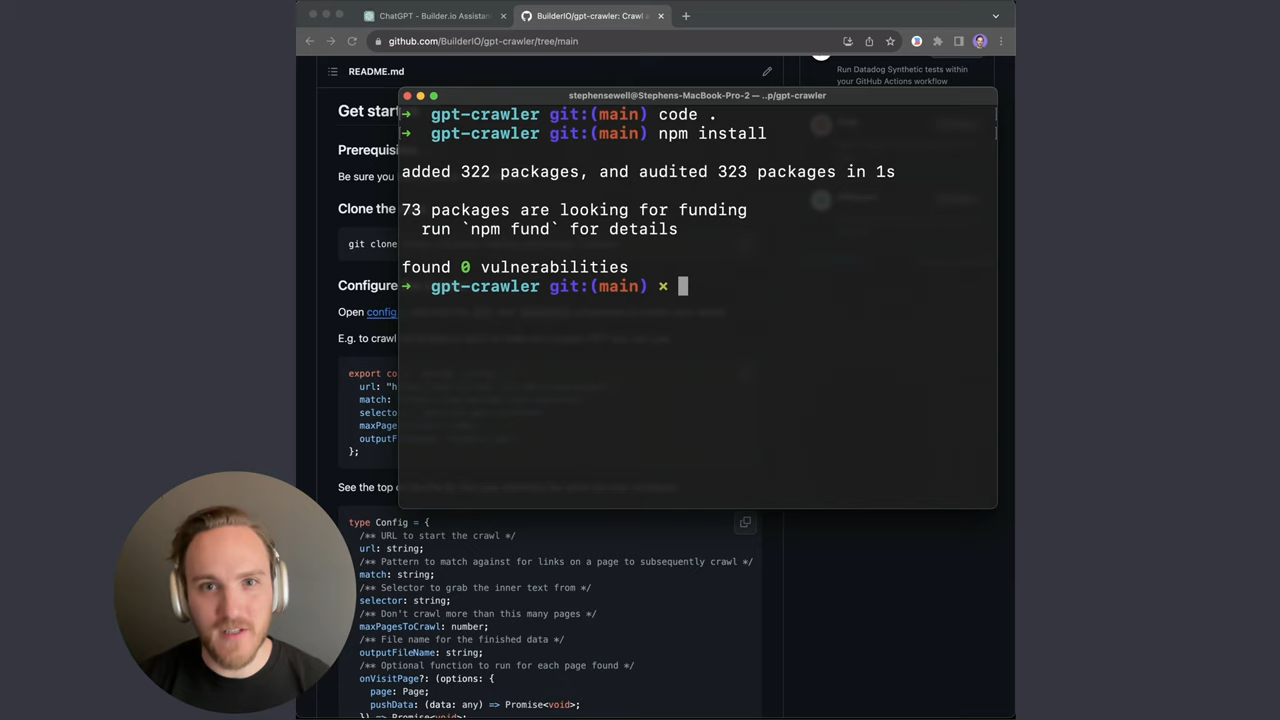 ChatGPT - Builder.io Assistan
BuilderIO/gpt-crawler: Crawl a
github.com/BuilderIO/gpt-crawler/tree/main
README.md
Run Datadog Synthetic tests within
your GitHub Actions workflow
stephensewell@Stephens-MacBook-Pro-2 — ..p/gpt-crawler
➜ gpt-crawler git:(main) code .
➜ gpt-crawler git:(main) npm install
added 322 packages, and audited 323 packages in 1s
73 packages are looking for funding
run `npm fund` for details
found 0 vulnerabilities
➜ gpt-crawler git:(main) ×
Get star
Prerequisi
Be sure you
Clone the
git clone
Configure
Open config
E.g. to crawl
export co
url: "h
match:
selecto
maxPage
outputF
};
See the top o
type Config = {
/** URL to start the crawl */
url: string;
/** Pattern to match against for links on a page to subsequently crawl */
match: string;
/** Selector to grab the inner text from */
selector: string;
/** Don't crawl more than this many pages */
maxPagesToCrawl: number;
/** File name for the finished data */
outputFileName: string;
/** Optional function to run for each page found */
onVisitPage?: (options: {
page: Page;
pushData: (data: any) => Promise<void>;
}) => Promise<void>;